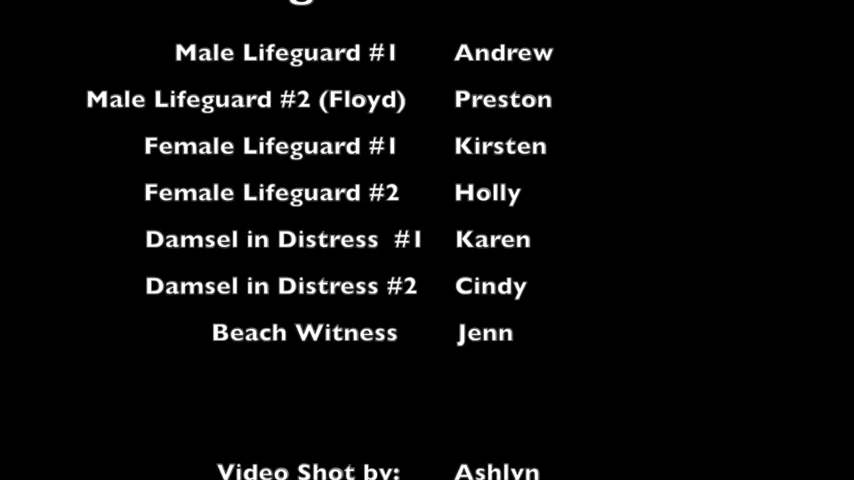 Male Lifeguard #1 Andrew
Male Lifeguard #2 (Floyd) Preston
Female Lifeguard #1 Kirsten
Female Lifeguard #2 Holly
Damsel in Distress #1 Karen
Damsel in Distress #2 Cindy
Beach Witness Jenn
Video Shot by: Ashlyn